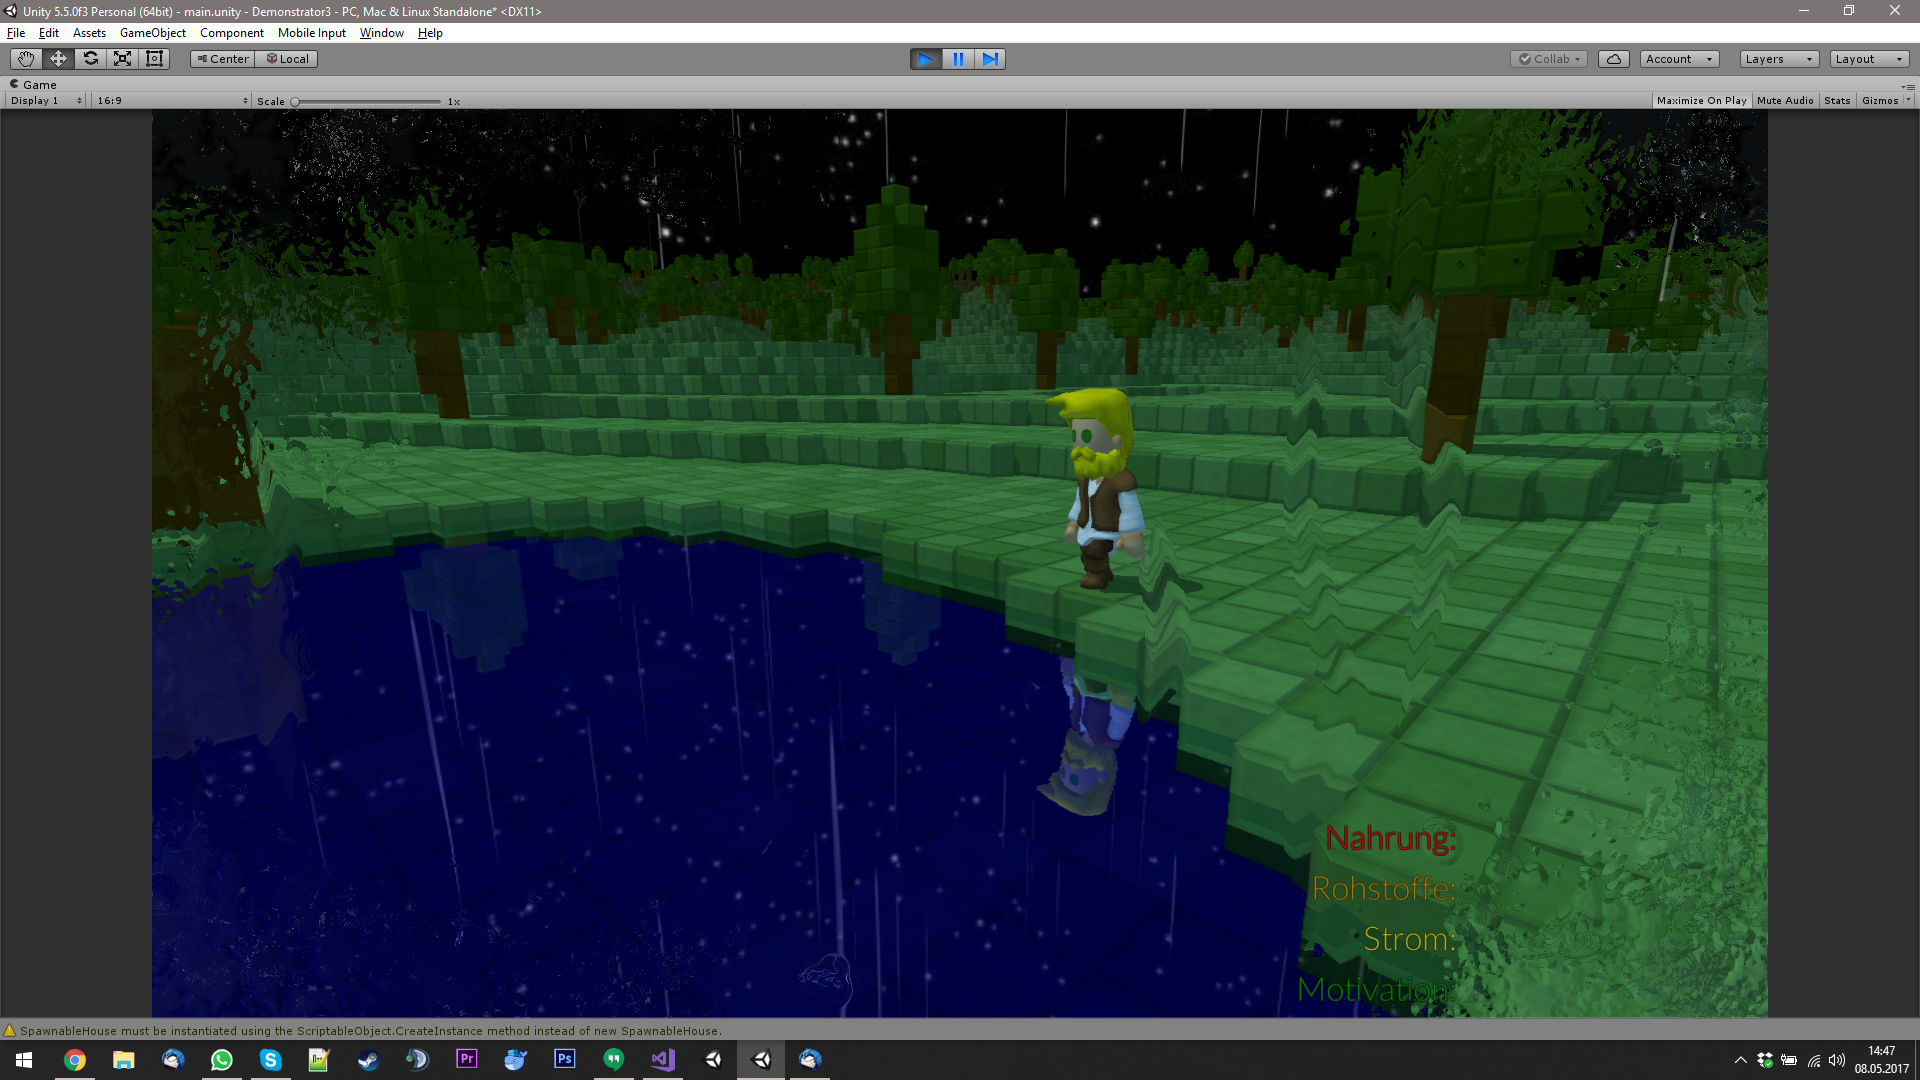 Unity 5.5.0f3 Personal (64bit) - main.unity - Demonstrator3 - PC, Mac & Linux Standalone* <DX11>
File Edit Assets GameObject Component Mobile Input Window Help
Center Local Collab Account Layers Layout
Game
Display 1 16:9 Scale 1x Maximize On Play Mute Audio Stats Gizmos
Nahrung:
Rohstoffe:
Strom:
Motivation:
SpawnableHouse must be instantiated using the ScriptableObject.CreateInstance method instead of new SpawnableHouse.
Pr Ps
14:47
08.05.2017